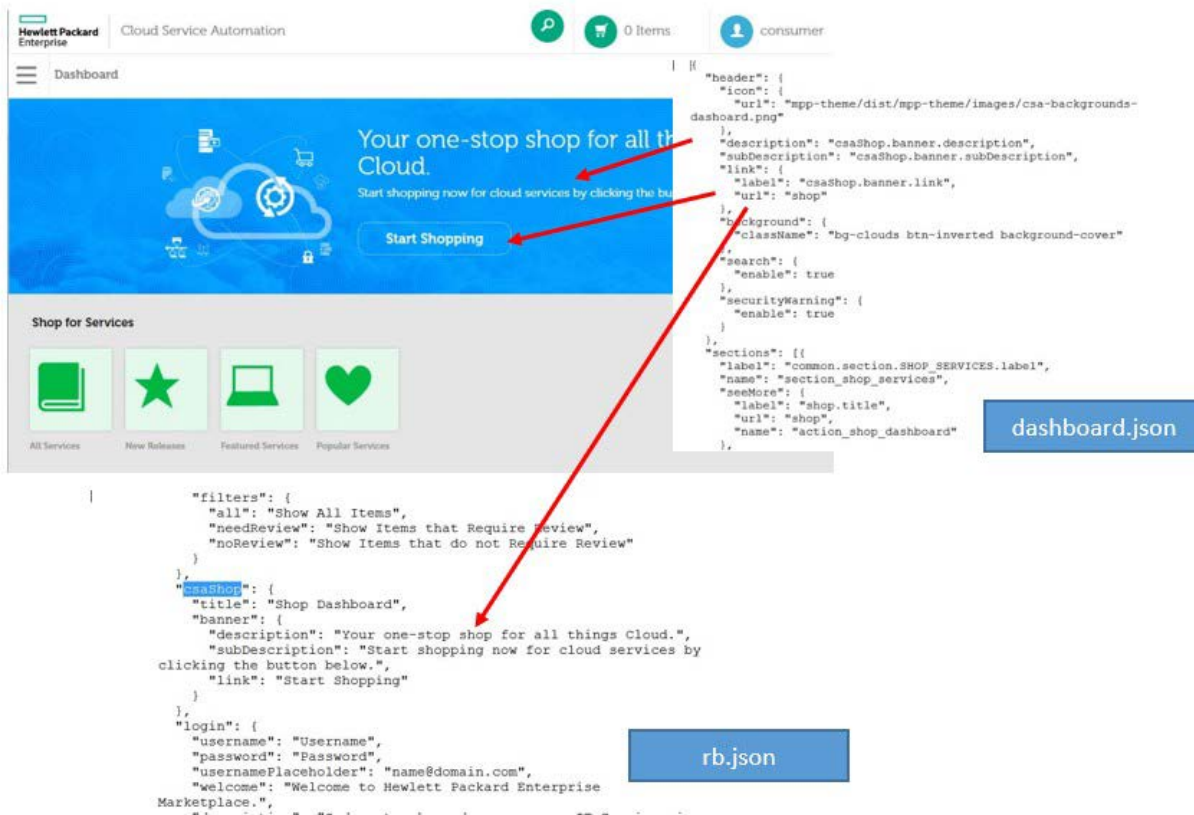 Hewlett Packard
Enterprise
Cloud Service Automation
0 Items
consumer
Dashboard
Your one-stop shop for all th
Cloud.
Start shopping now for cloud services by clicking the bu
Start Shopping
Shop for Services
All Services
New Releases
Featured Services
Popular Services
[{
"header": {
"icon": {
"url": "mpp-theme/dist/mpp-theme/images/csa-backgrounds-
dashoard.png"
},
"description": "csaShop.banner.description",
"subDescription": "csaShop.banner.subDescription",
"link": {
"label": "csaShop.banner.link",
"url": "shop"
},
"background": {
"className": "bg-clouds btn-inverted background-cover"
},
"search": {
"enable": true
},
"securityWarning": {
"enable": true
}
},
"sections": [{
"label": "common.section.SHOP_SERVICES.label",
"name": "section_shop_services",
"seeMore": {
"label": "shop.title",
"url": "shop",
"name": "action_shop_dashboard"
},
dashboard.json
"filters": {
"all": "Show All Items",
"needReview": "Show Items that Require Review",
"noReview": "Show Items that do not Require Review"
}
},
"csaShop": {
"title": "Shop Dashboard",
"banner": {
"description": "Your one-stop shop for all things Cloud.",
"subDescription": "Start shopping now for cloud services by
clicking the button below.",
"link": "Start Shopping"
}
},
"login": {
"username": "Username",
"password": "Password",
"usernamePlaceholder": "name@domain.com",
"welcome": "Welcome to Hewlett Packard Enterprise
Marketplace.",
rb.json